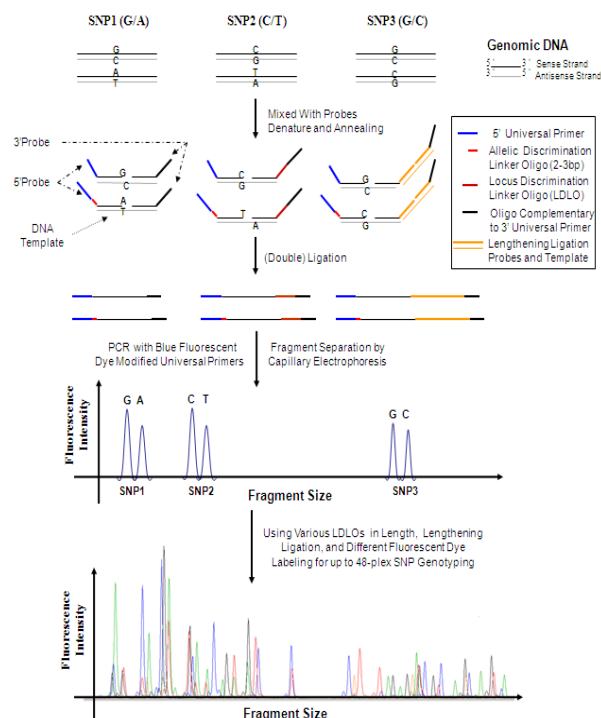 SNP1 (G/A) SNP2 (C/T) SNP3 (G/C)
G C G
C G C
A T C
T A G
Genomic DNA
5' 3' Sense Strand
3' 5' Antisense Strand
Mixed With Probes
Denature and Annealing
3'Probe
5'Probe
DNA
Template
G
C
A
T
C
G
T
A
G
C
C
G
5' Universal Primer
Allelic Discrimination
Linker Oligo (2-3bp)
Locus Discrimination
Linker Oligo (LDLO)
Oligo Complementary
to 3' Universal Primer
Lengthening Ligation
Probes and Template
(Double) Ligation
PCR with Blue Fluorescent
Dye Modified Universal Primers
Fragment Separation by
Capillary Electrophoresis
Fluorescence
Intensity
G A C T G C
SNP1 SNP2 SNP3
Fragment Size
Using Various LDLOs in Length, Lengthening
Ligation, and Different Fluorescent Dye
Labeling for up to 48-plex SNP Genotyping
Fluorescence
Intensity
Fragment Size